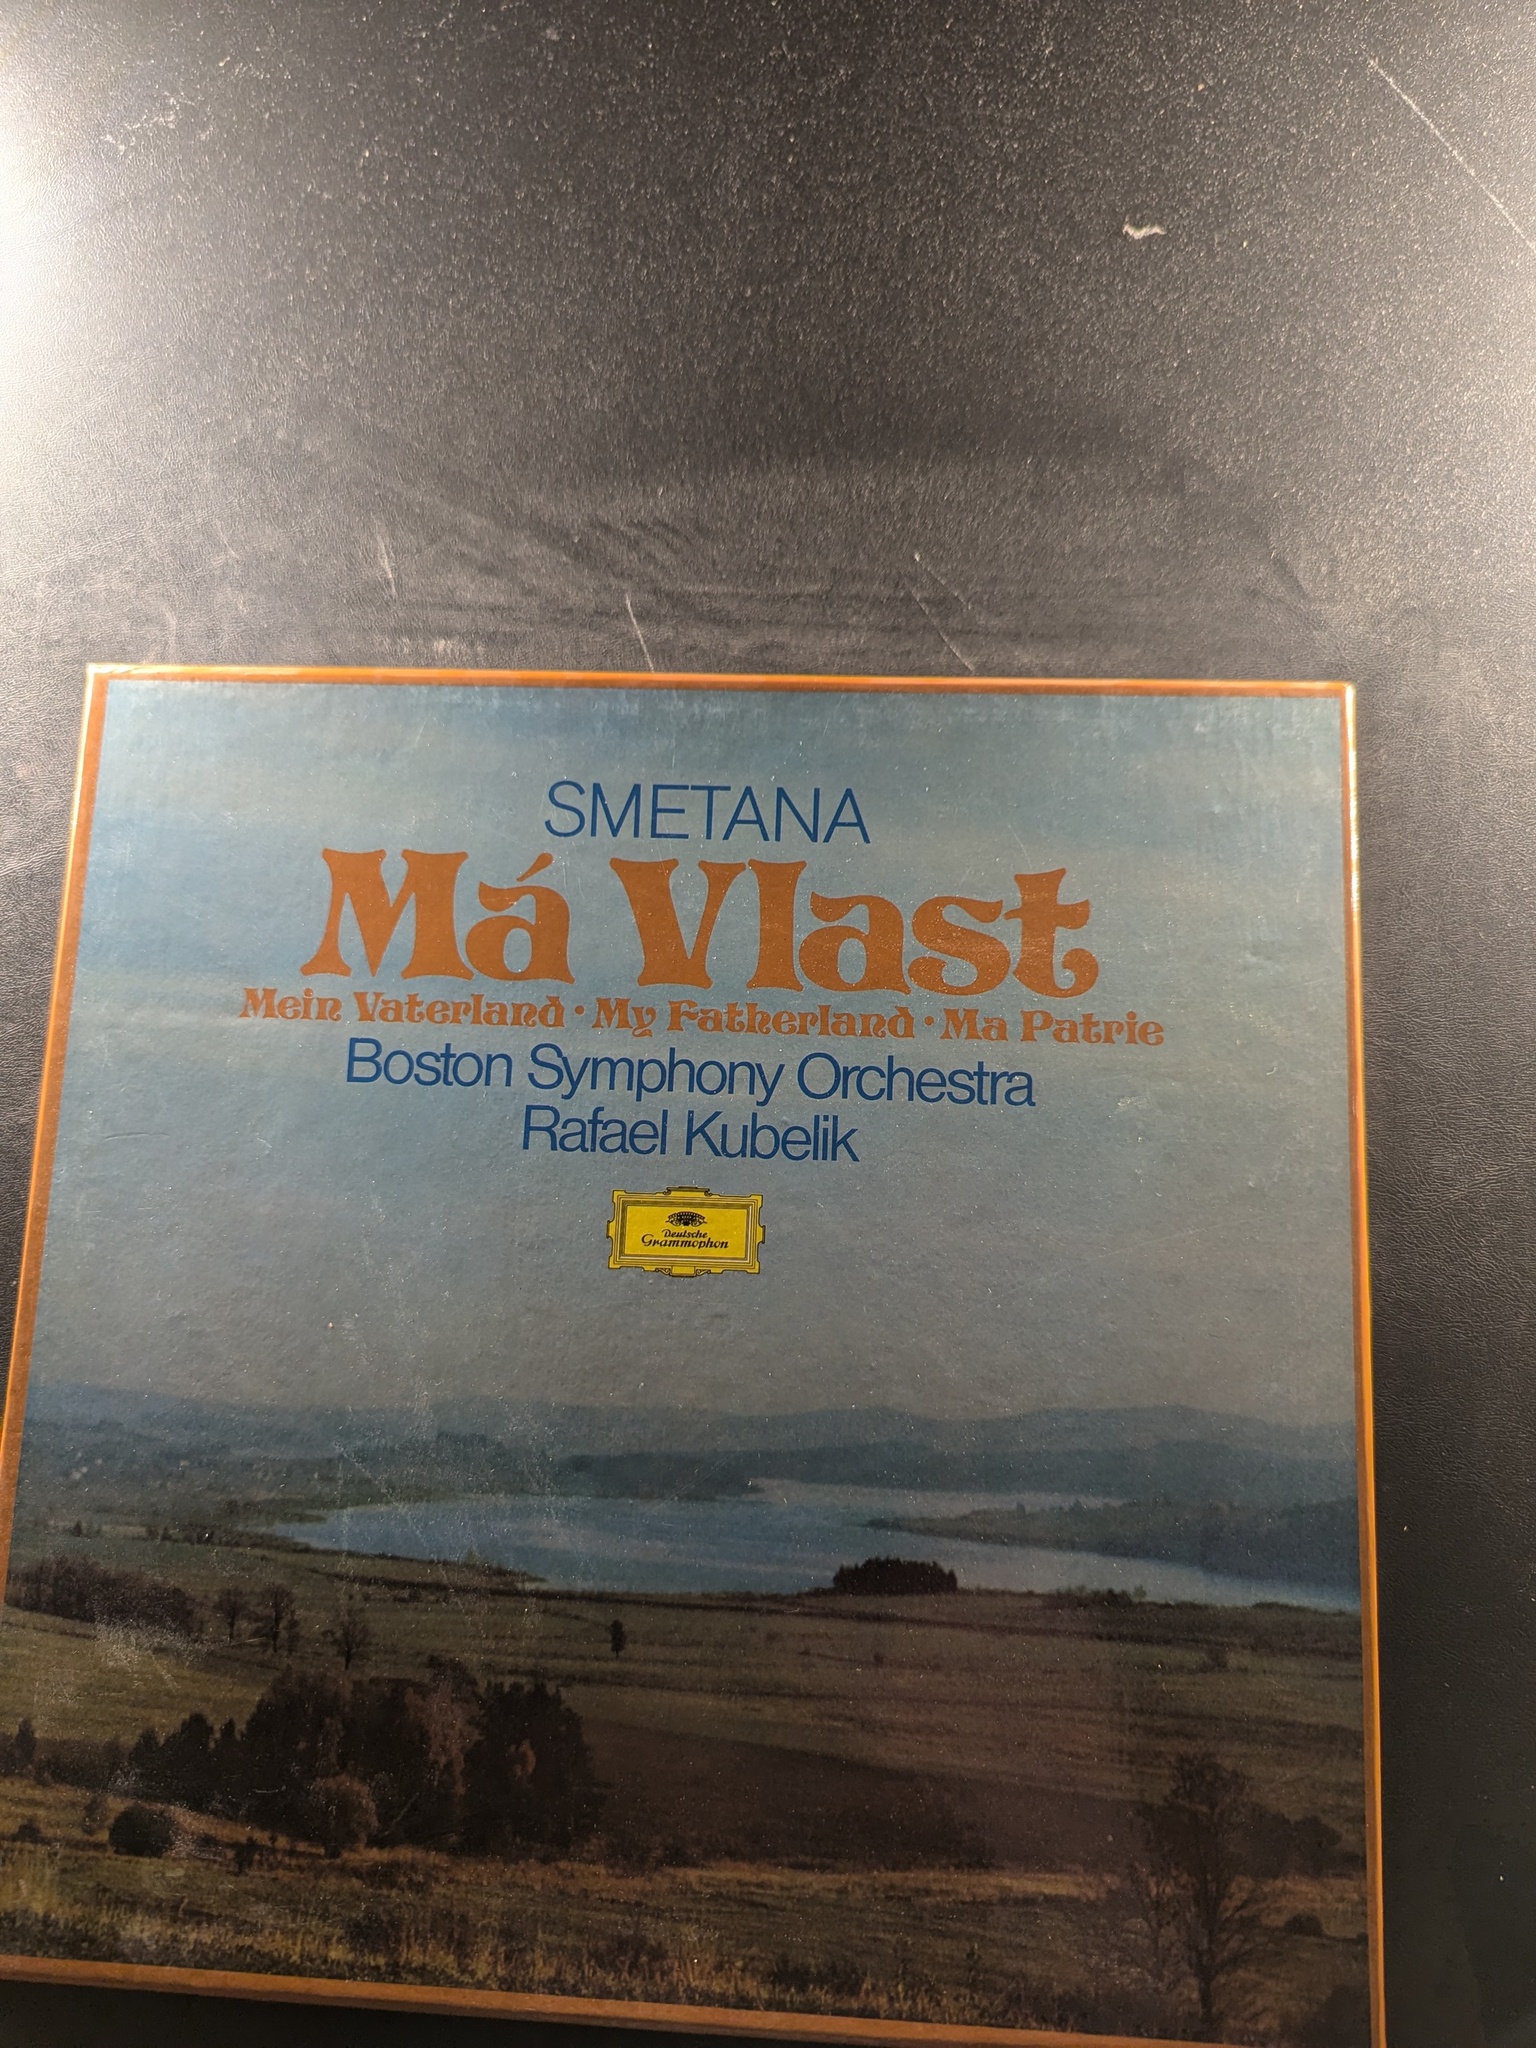 SMETANA
Má Vlast
Mein Vaterland · My Fatherland · Ma Patrie
Boston Symphony Orchestra
Rafael Kubelik
Deutsche
Grammophon